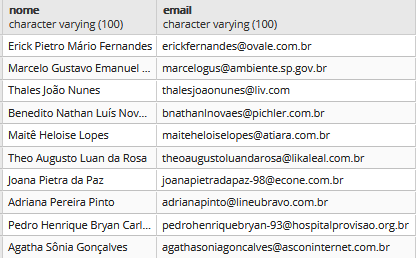 nome email
character varying (100) character varying (100)
Erick Pietro Mário Fernandes erickfernandes@ovale.com.br
Marcelo Gustavo Emanuel ... marcelogus@ambiente.sp.gov.br
Thales João Nunes thalesjoaonunes@liv.com
Benedito Nathan Luís Nov... bnathanlnovaes@pichler.com.br
Maitê Heloise Lopes maiteheloiselopes@atiara.com.br
Theo Augusto Luan da Rosa theoaugustoluandarosa@likaleal.com.br
Joana Pietra da Paz joanapietradapaz-98@econe.com.br
Adriana Pereira Pinto adrianapinto@lineubravo.com.br
Pedro Henrique Bryan Carl... pedrohenriquebryan-93@hospitalprovisao.org.br
Agatha Sônia Gonçalves agathasoniagoncalves@asconinternet.com.br